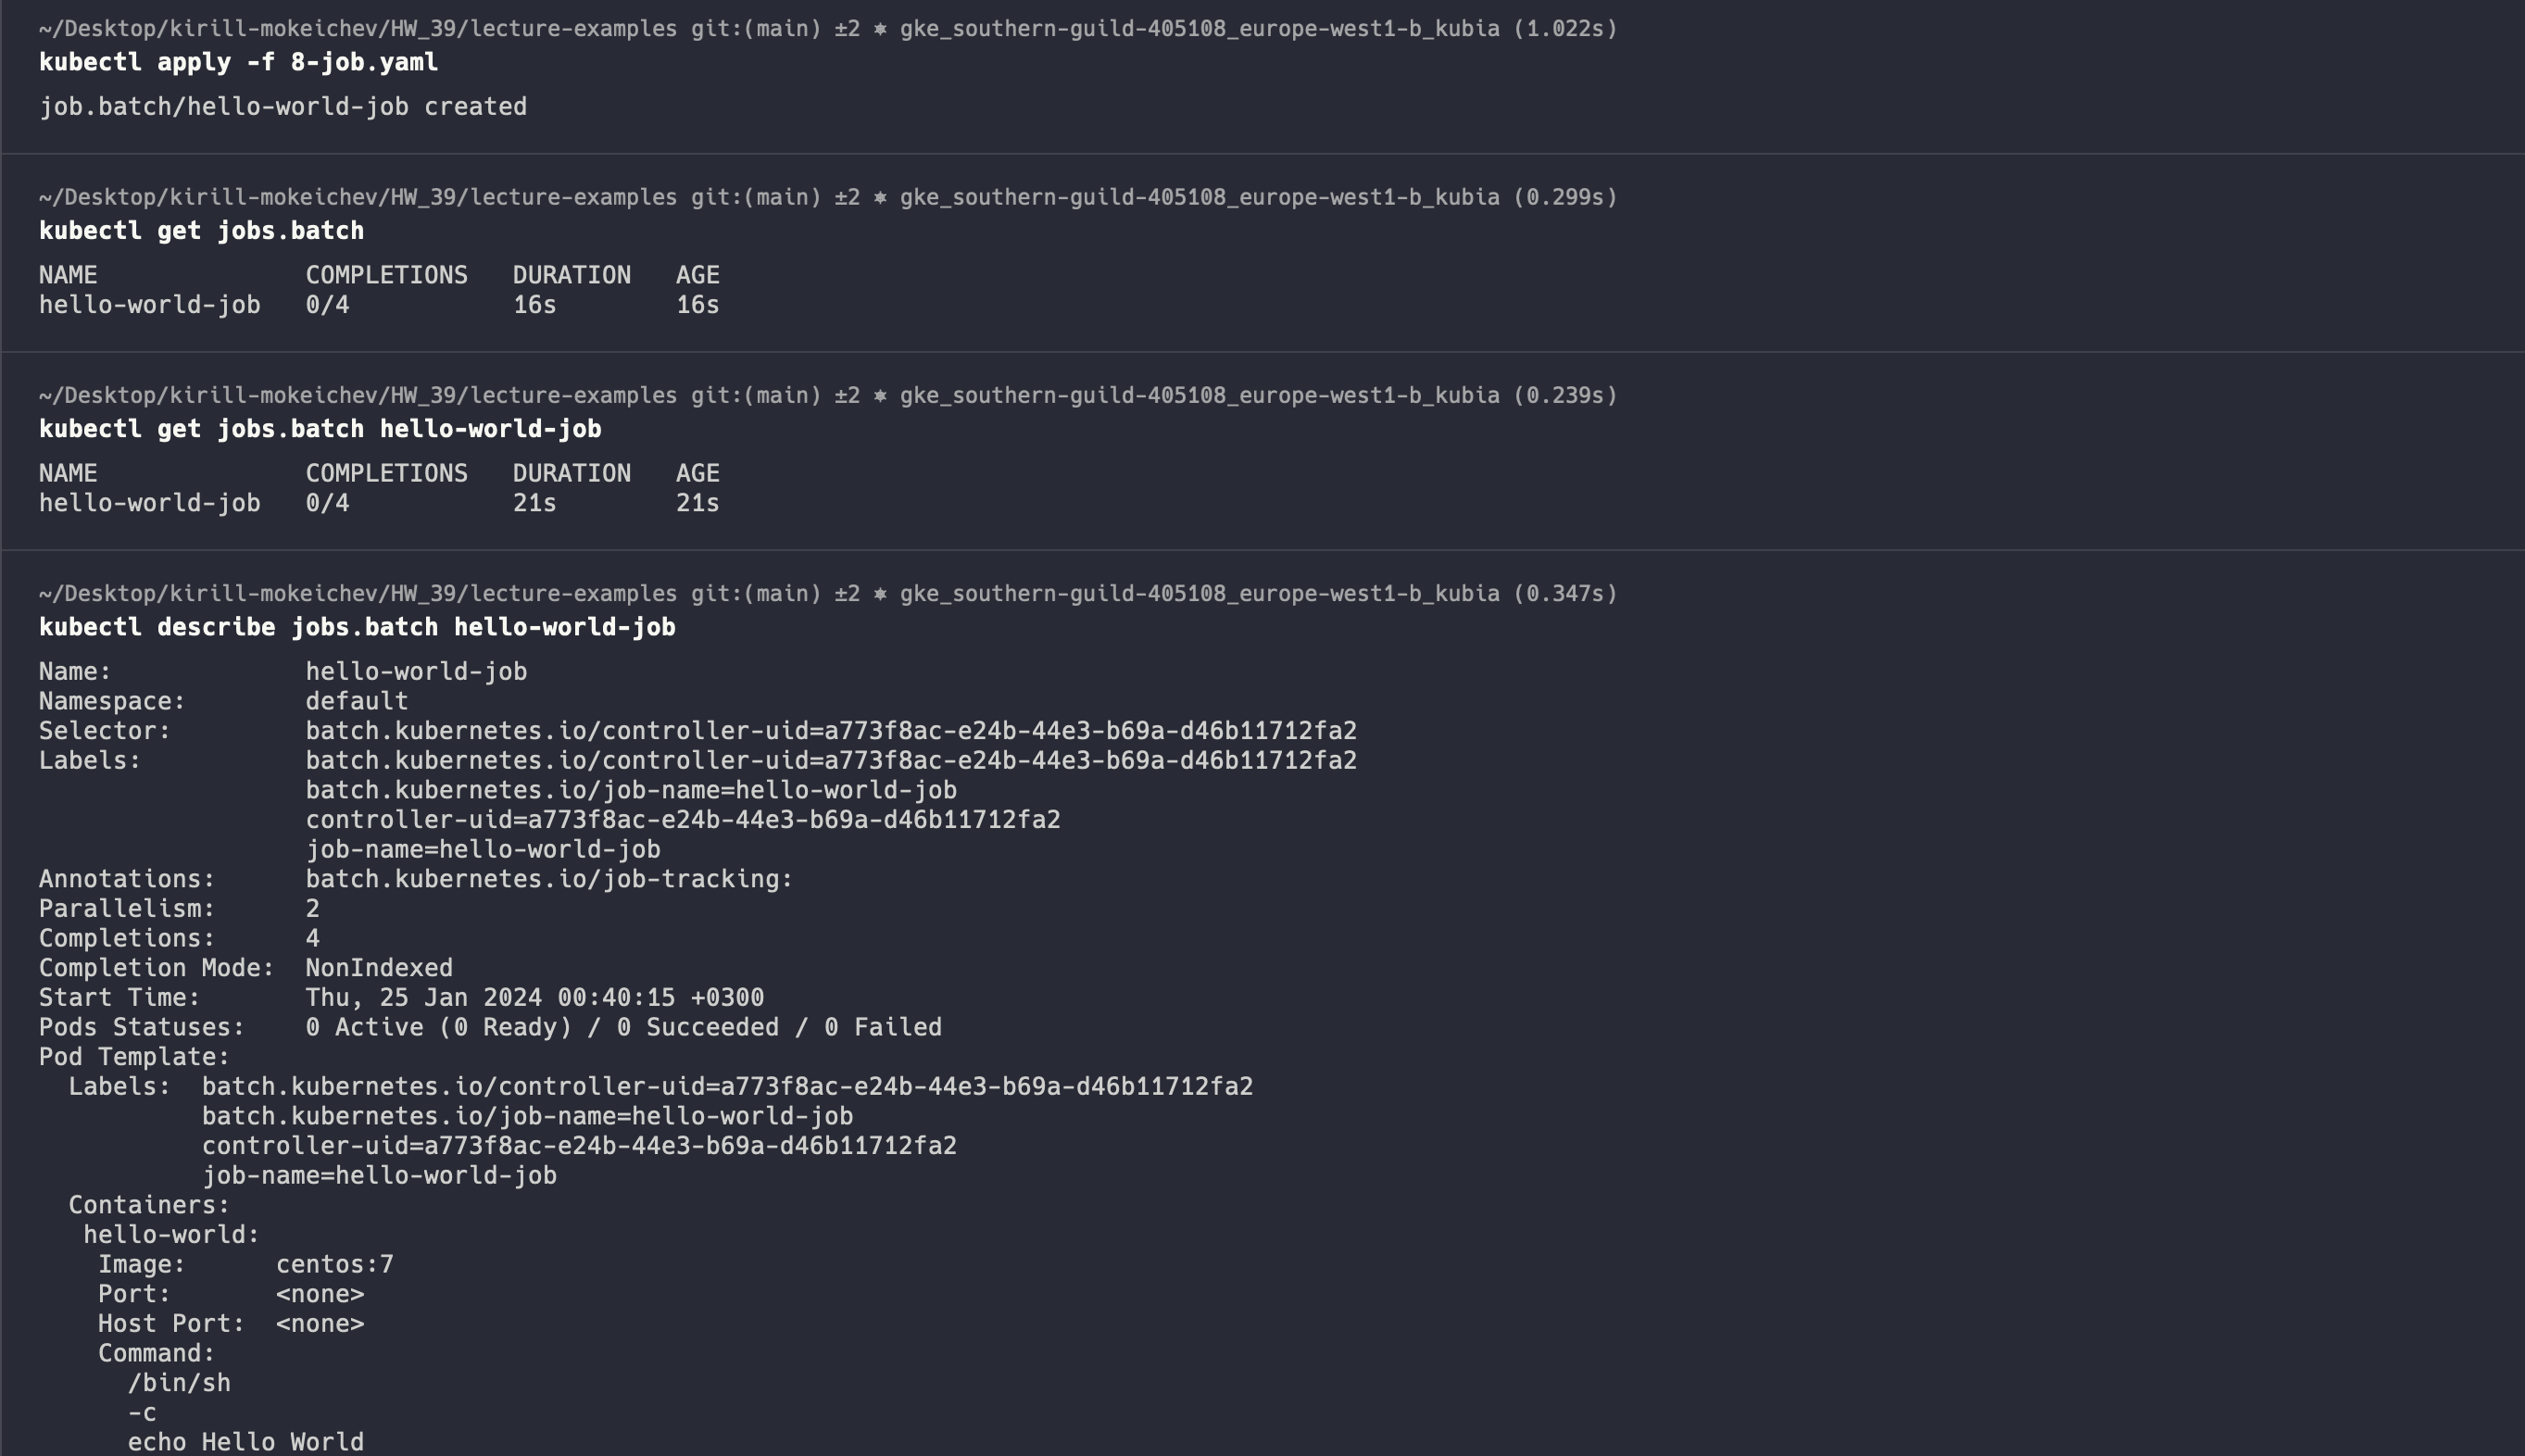 ~/Desktop/kirill-mokeichev/HW_39/lecture-examples git:(main) ±2 ⎈ gke_southern-guild-405108_europe-west1-b_kubia (1.022s)
kubectl apply -f 8-job.yaml
job.batch/hello-world-job created
~/Desktop/kirill-mokeichev/HW_39/lecture-examples git:(main) ±2 ⎈ gke_southern-guild-405108_europe-west1-b_kubia (0.299s)
kubectl get jobs.batch
NAME              COMPLETIONS   DURATION   AGE
hello-world-job   0/4           16s        16s
~/Desktop/kirill-mokeichev/HW_39/lecture-examples git:(main) ±2 ⎈ gke_southern-guild-405108_europe-west1-b_kubia (0.239s)
kubectl get jobs.batch hello-world-job
NAME              COMPLETIONS   DURATION   AGE
hello-world-job   0/4           21s        21s
~/Desktop/kirill-mokeichev/HW_39/lecture-examples git:(main) ±2 ⎈ gke_southern-guild-405108_europe-west1-b_kubia (0.347s)
kubectl describe jobs.batch hello-world-job
Name:             hello-world-job
Namespace:        default
Selector:         batch.kubernetes.io/controller-uid=a773f8ac-e24b-44e3-b69a-d46b11712fa2
Labels:           batch.kubernetes.io/controller-uid=a773f8ac-e24b-44e3-b69a-d46b11712fa2
                  batch.kubernetes.io/job-name=hello-world-job
                  controller-uid=a773f8ac-e24b-44e3-b69a-d46b11712fa2
                  job-name=hello-world-job
Annotations:      batch.kubernetes.io/job-tracking:
Parallelism:      2
Completions:      4
Completion Mode:  NonIndexed
Start Time:       Thu, 25 Jan 2024 00:40:15 +0300
Pods Statuses:    0 Active (0 Ready) / 0 Succeeded / 0 Failed
Pod Template:
  Labels:  batch.kubernetes.io/controller-uid=a773f8ac-e24b-44e3-b69a-d46b11712fa2
           batch.kubernetes.io/job-name=hello-world-job
           controller-uid=a773f8ac-e24b-44e3-b69a-d46b11712fa2
           job-name=hello-world-job
  Containers:
   hello-world:
    Image:      centos:7
    Port:       <none>
    Host Port:  <none>
    Command:
      /bin/sh
      -c
      echo Hello World